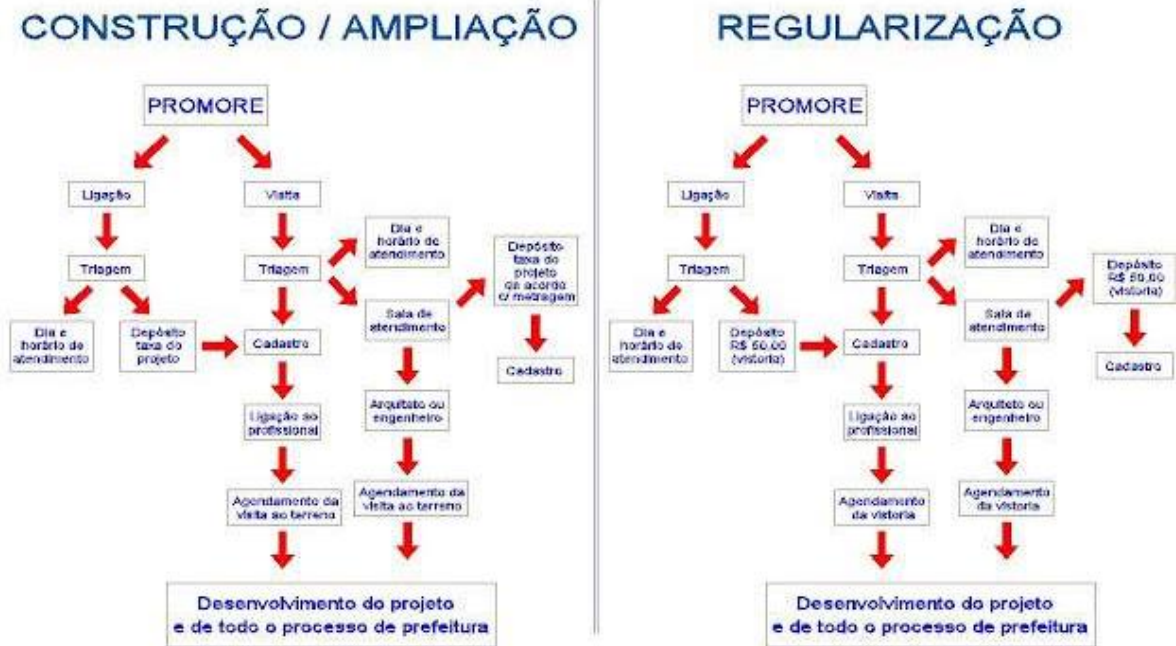 CONSTRUÇÃO / AMPLIAÇÃO
PROMORE
Ligação
Visita
Triagem
Triagem
Dia e
horário de
atendimento
Depósito
taxa do
projeto
de acordo
c/ metragem
Dia e
horário de
atendimento
Depósito
taxa do
projeto
Cadastro
Sala de
atendimento
Cadastro
Ligação ao
profissional
Arquiteto ou
engenheiro
Agendamento da
visita ao terreno
Agendamento da
visita ao terreno
Desenvolvimento do projeto
e de todo o processo de prefeitura
REGULARIZAÇÃO
PROMORE
Ligação
Visita
Triagem
Triagem
Dia e
horário de
atendimento
Depósito
R$ 50,00
(vistoria)
Dia e
horário de
atendimento
Depósito
R$ 50,00
(vistoria)
Cadastro
Sala de
atendimento
Cadastro
Ligação ao
profissional
Arquiteto ou
engenheiro
Agendamento
da vistoria
Agendamento
da vistoria
Desenvolvimento do projeto
e de todo o processo de prefeitura